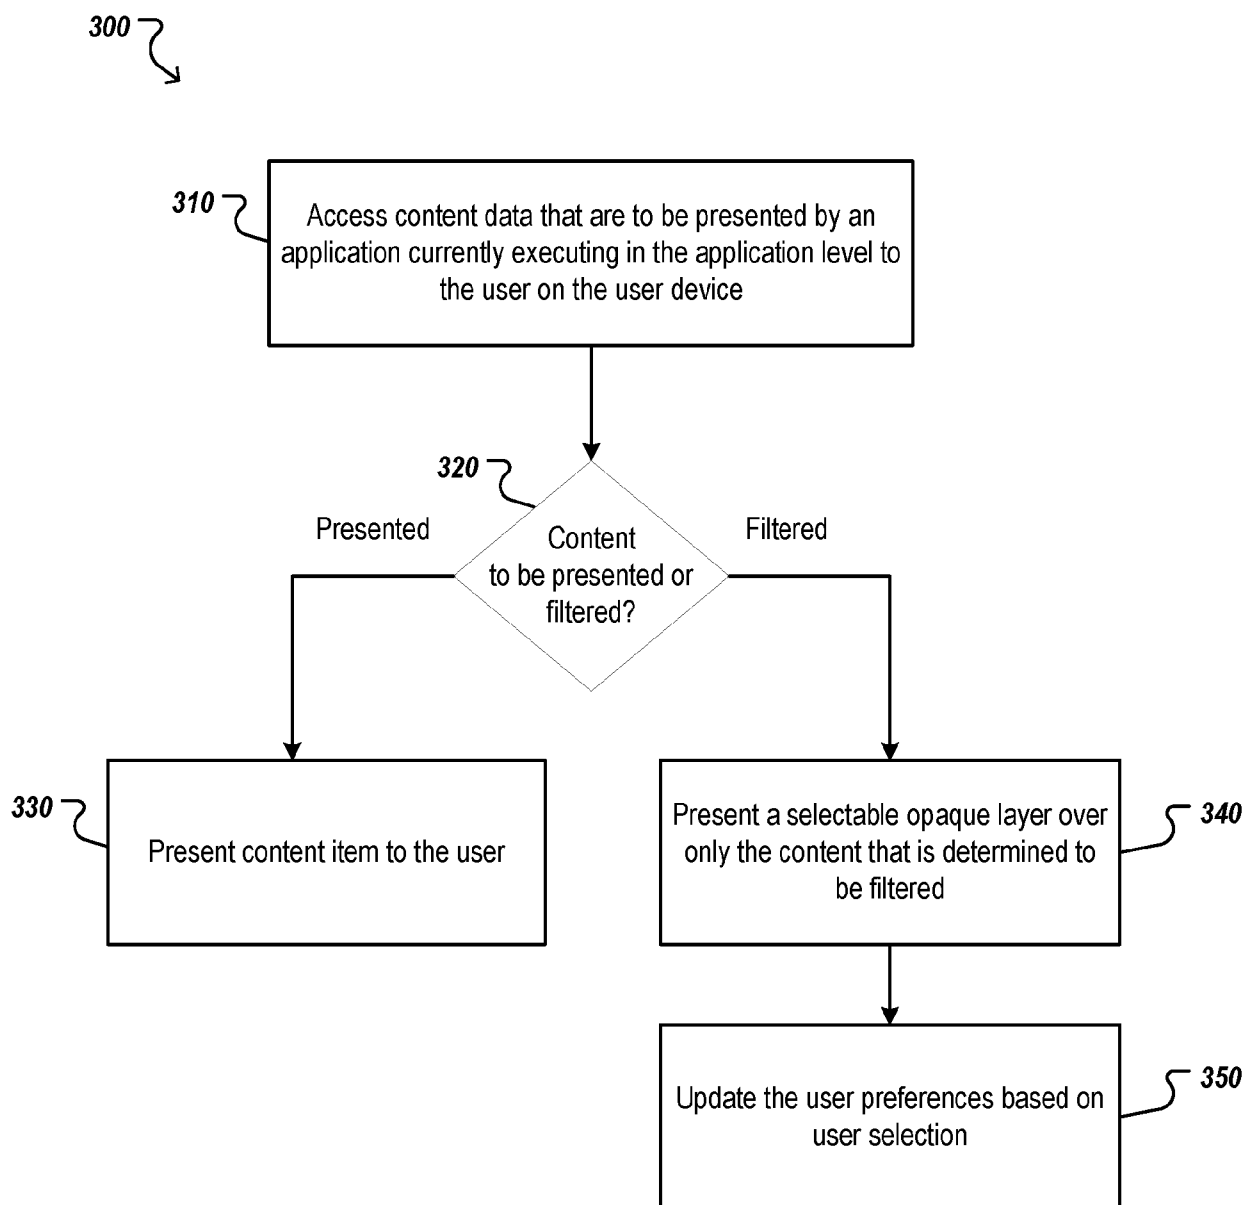 300
310
Access content data that are to be presented by an
application currently executing in the application level to
the user on the user device
320
Presented
Filtered
Content
to be presented or
filtered?
330
Present content item to the user
Present a selectable opaque layer over
only the content that is determined to
be filtered
340
Update the user preferences based on
user selection
350